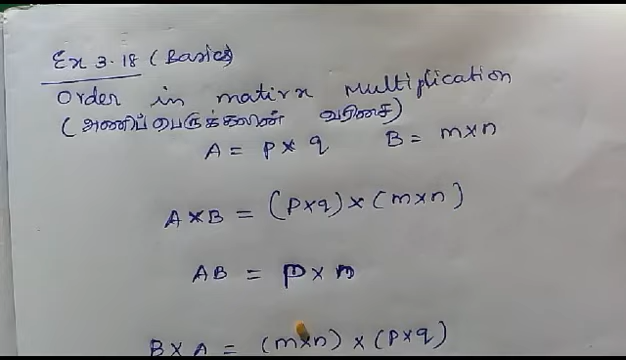 Ex 3.18 (Basics)
Order in matirx Multiplication
(அணிப் பெருக்கலின் வரிசை)
A = p × q B = m×n
A×B = (p×q) × (m×n)
AB = p × n
B × A = (m×n) × (p×q)